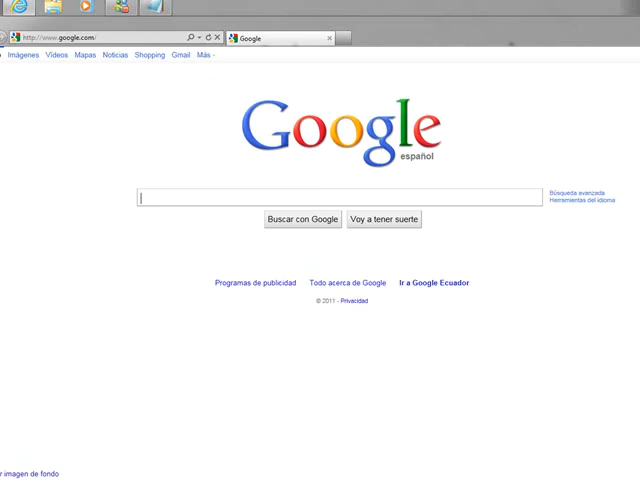 http://www.google.com/
Google
Imágenes Vídeos Mapas Noticias Shopping Gmail Más
Google
español
Búsqueda avanzada
Herramientas del idioma
Buscar con Google Voy a tener suerte
Programas de publicidad Todo acerca de Google Ir a Google Ecuador
© 2011 - Privacidad
r imagen de fondo